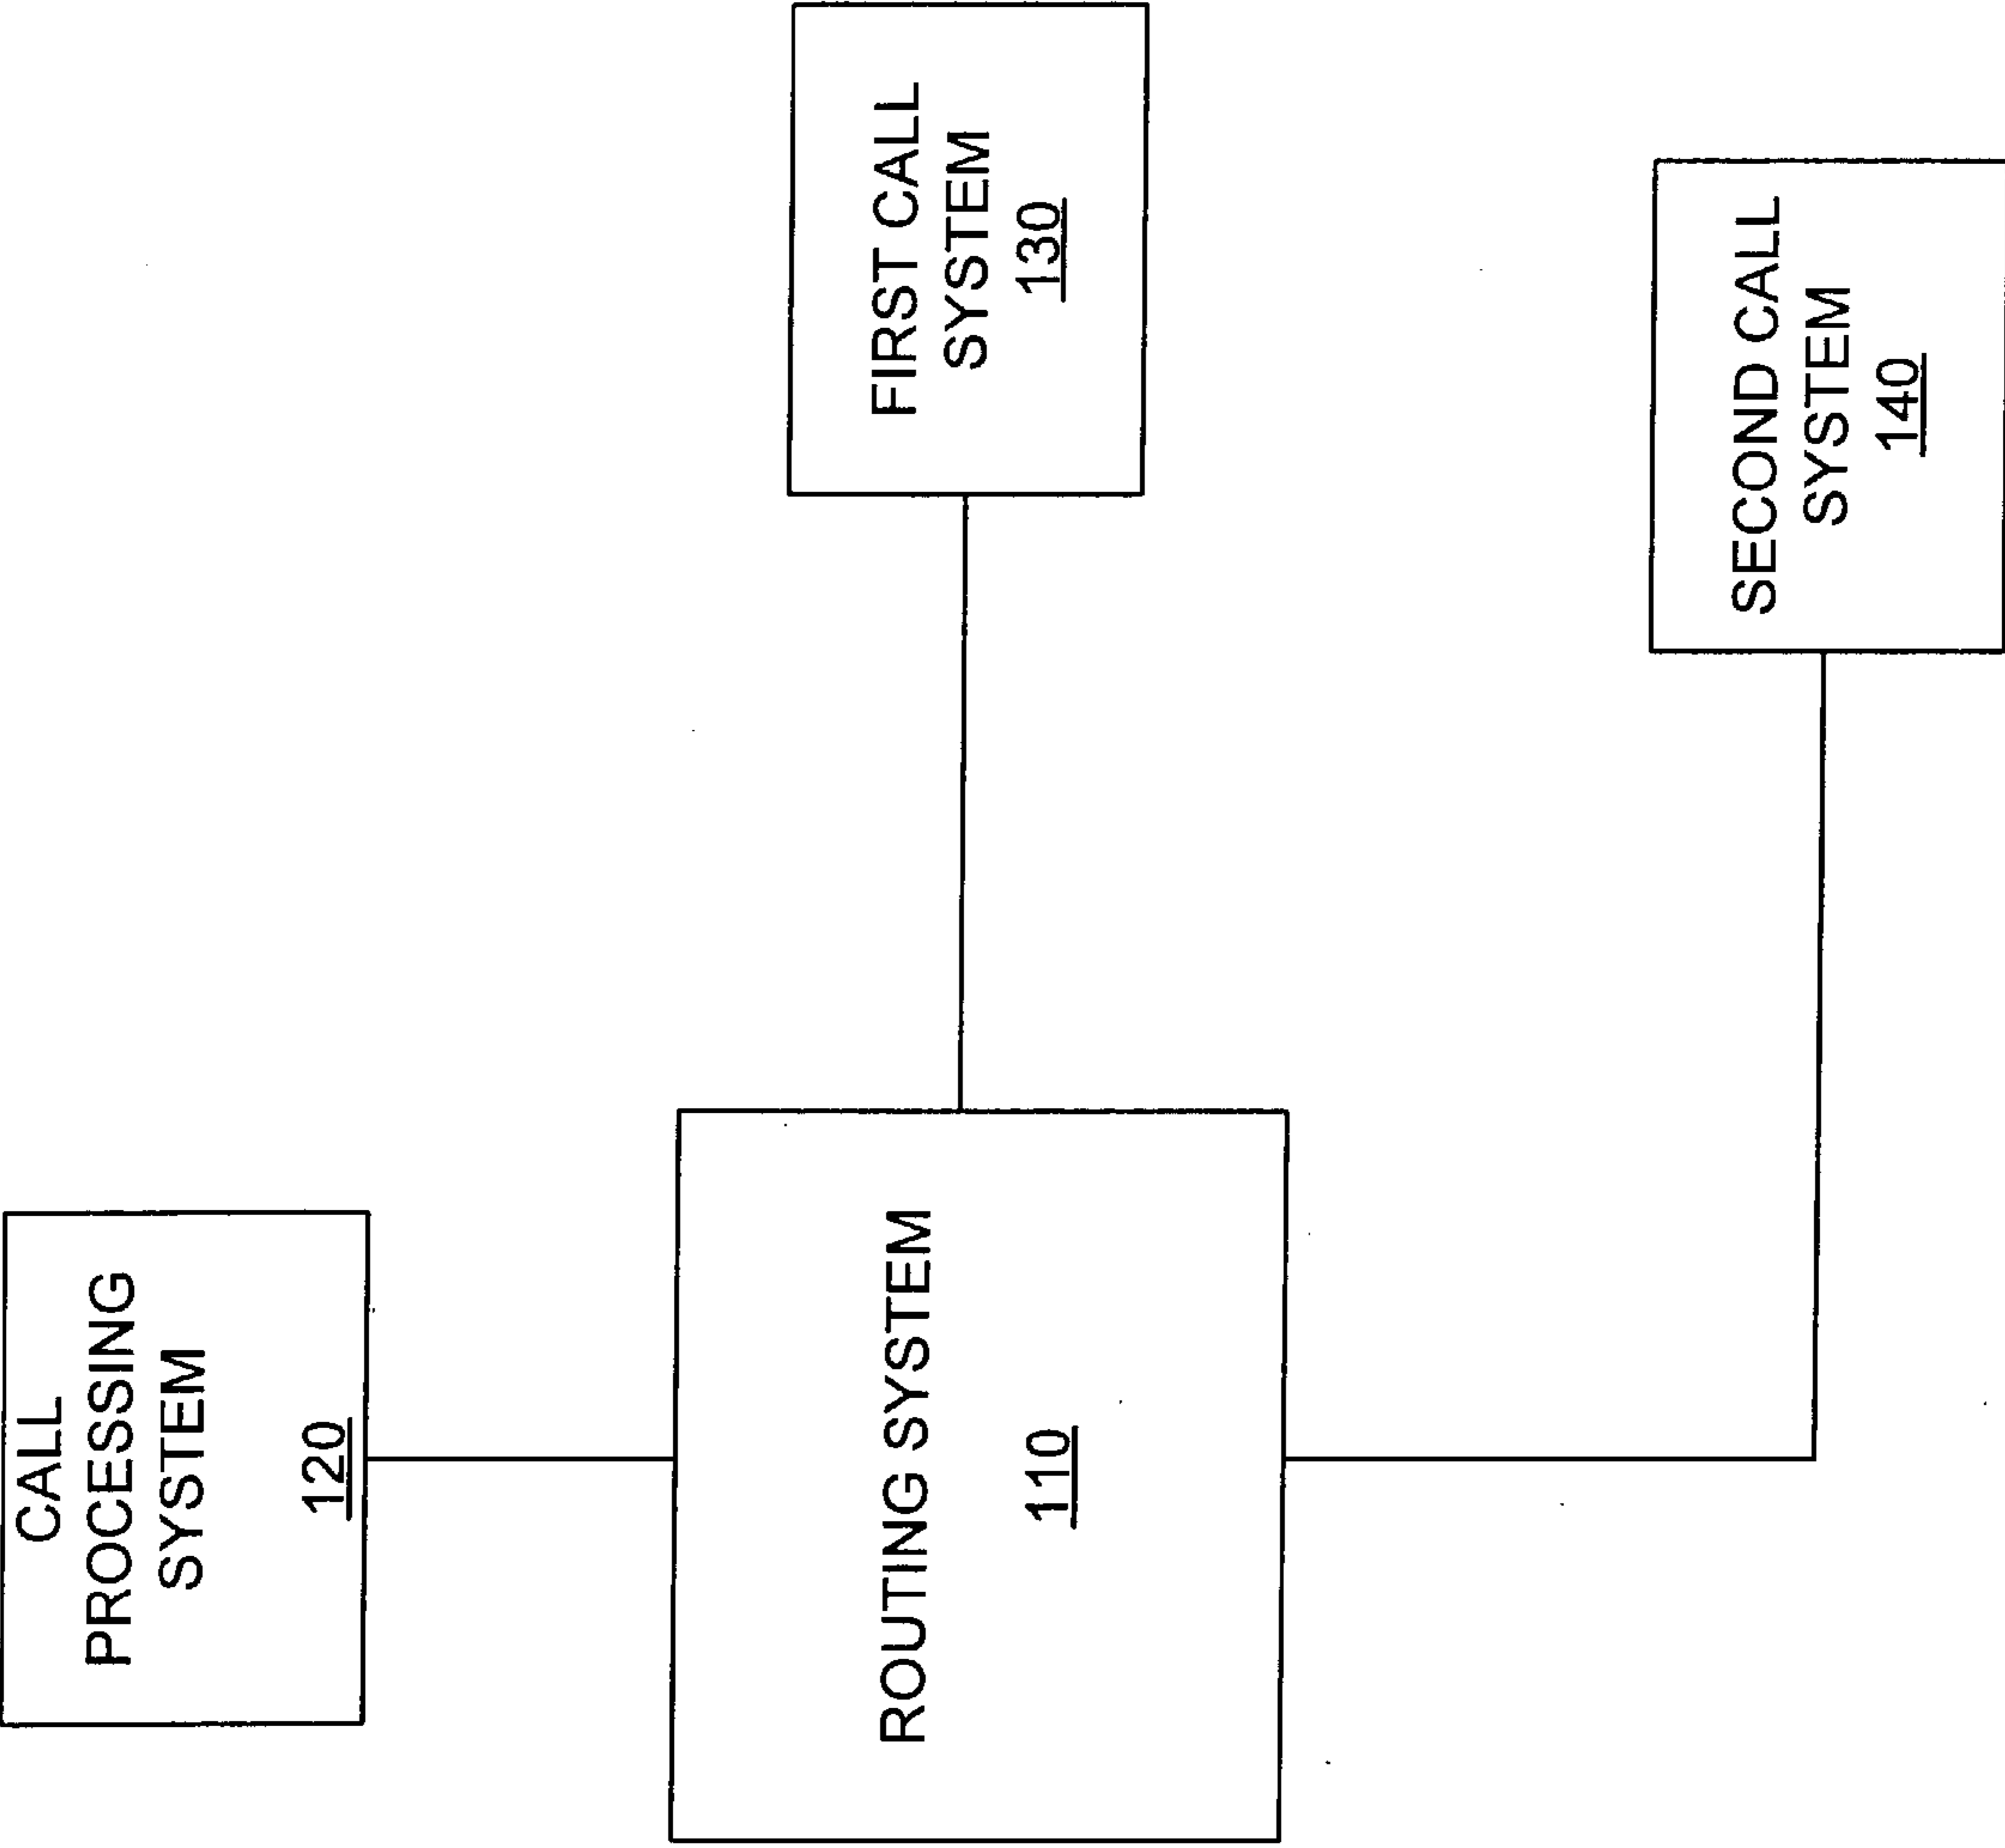 CALL
PROCESSING
SYSTEM
120
ROUTING SYSTEM
110
FIRST CALL
SYSTEM
130
SECOND CALL
SYSTEM
140